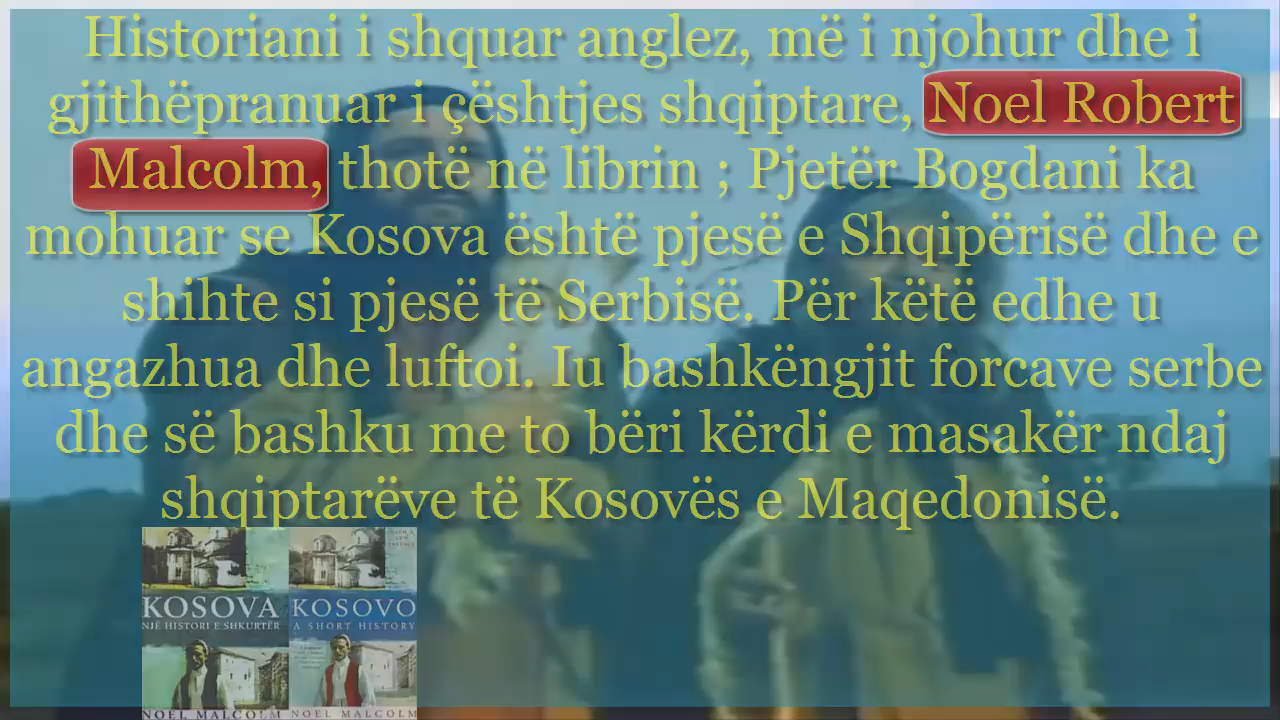 Historiani i shquar anglez, më i njohur dhe i
gjithëpranuar i çështjes shqiptare, Noel Robert
Malcolm, thotë në librin ; Pjetër Bogdani ka
mohuar se Kosova është pjesë e Shqipërisë dhe e
shihte si pjesë të Serbisë. Për këtë edhe u
angazhua dhe luftoi. Iu bashkëngjit forcave serbe
dhe së bashku me to bëri kërdi e masakër ndaj
shqiptarëve të Kosovës e Maqedonisë.
KOSOVA
NJË HISTORI E SHKURTËR
NOEL MALCOLM
KOSOVO
A SHORT HISTORY
NOEL MALCOLM